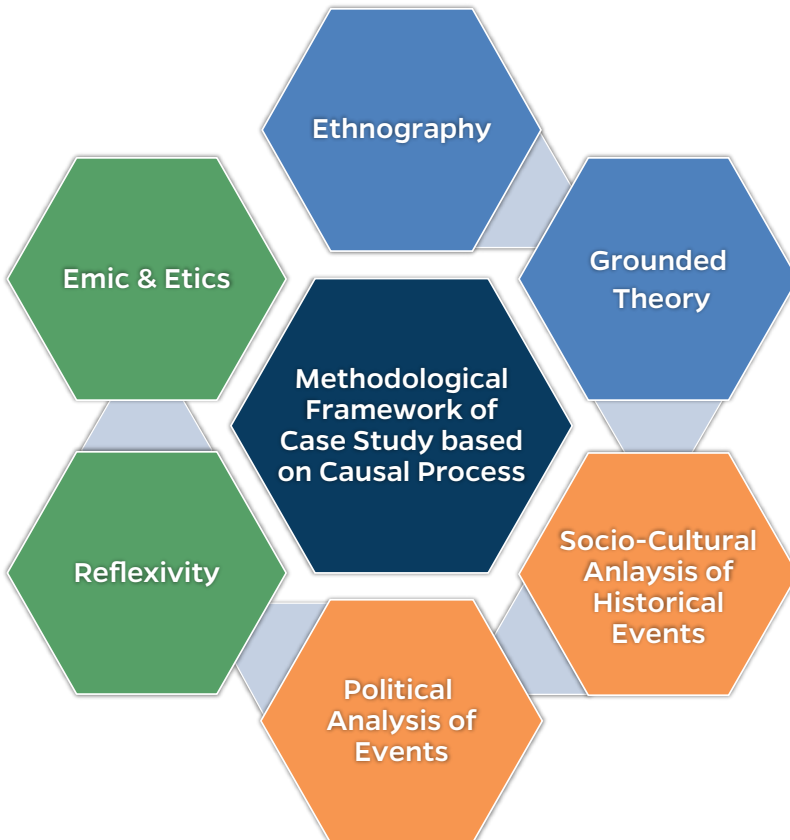 Ethnography
Emic & Etics
Grounded
Theory
Methodological
Framework of
Case Study based
on Causal Process
Reflexivity
Socio-Cultural
Anlaysis of
Historical
Events
Political
Analysis of
Events